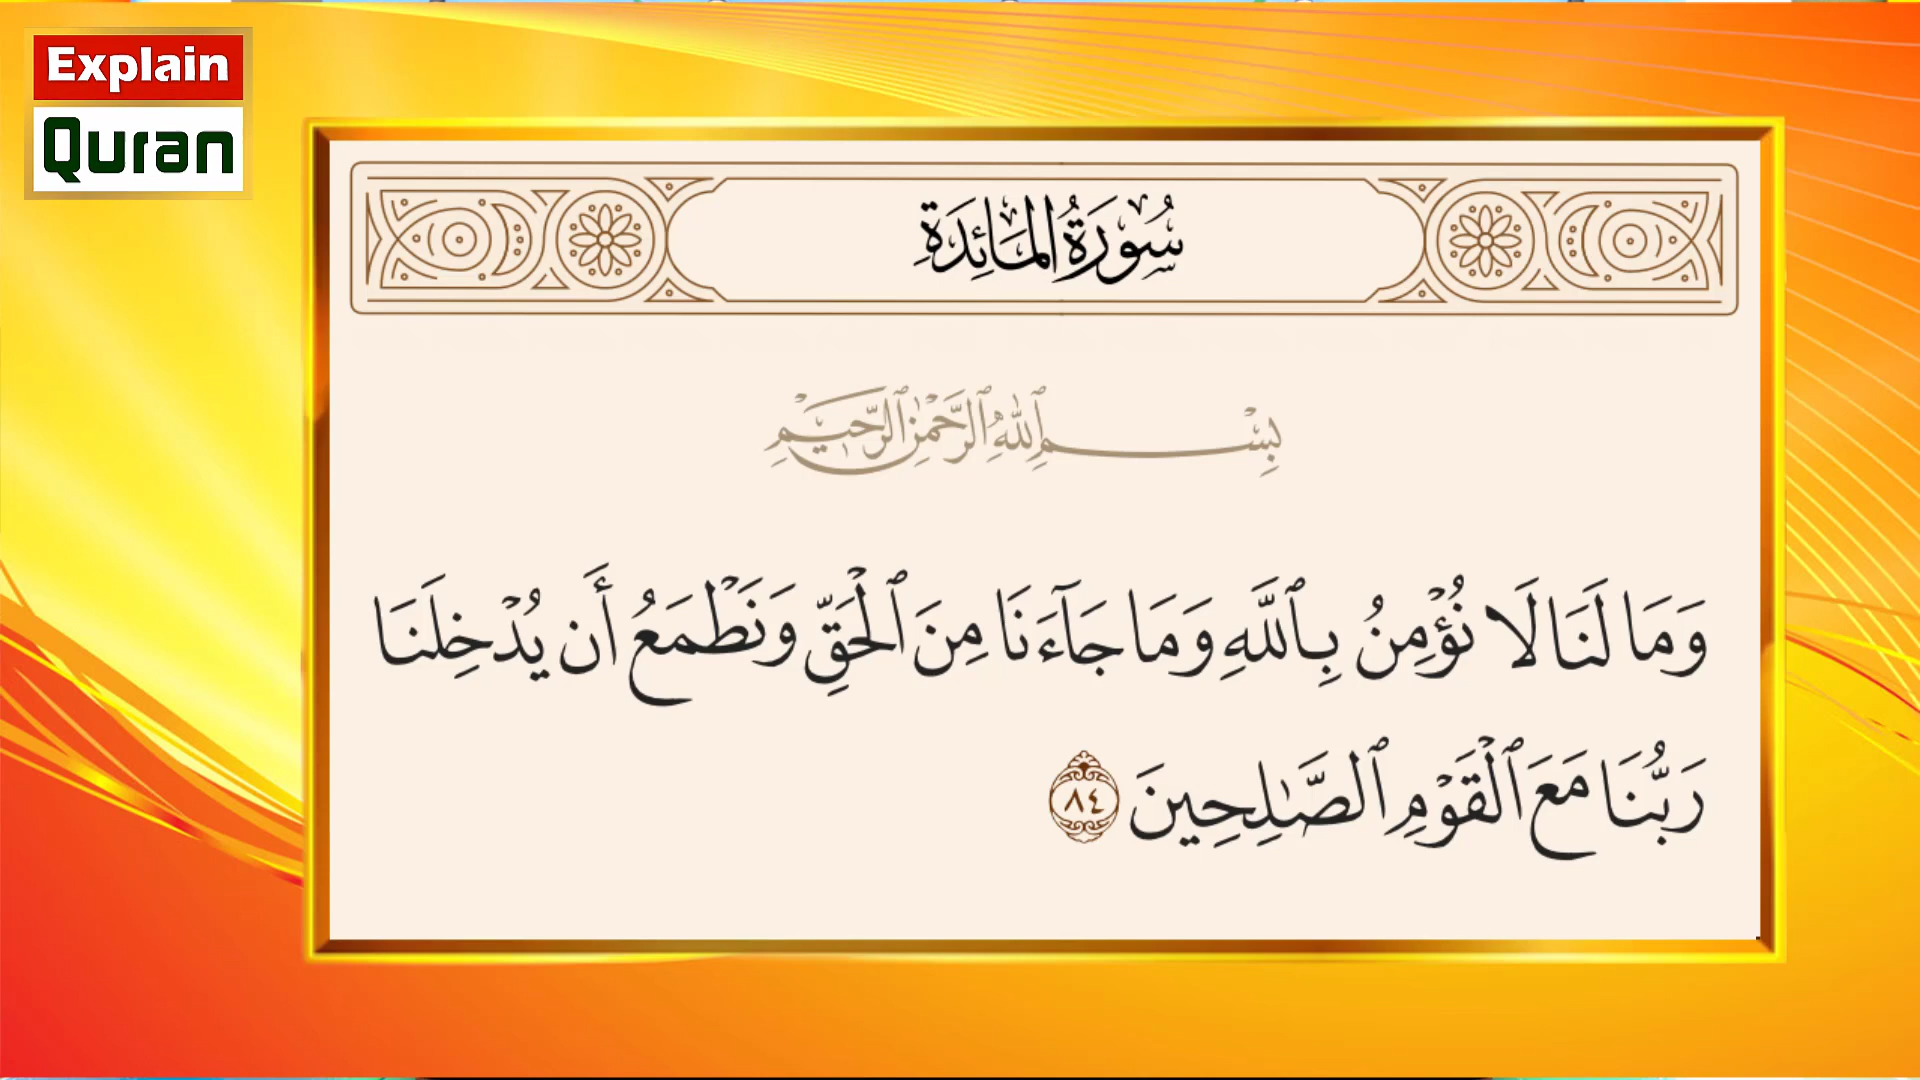 Explain
Quran
سُورَةُ المَائِدَةِ
بِسْمِ ٱللَّهِ ٱلرَّحْمَٰنِ ٱلرَّحِيمِ
وَمَا لَنَا لَا نُؤْمِنُ بِٱللَّهِ وَمَا جَآءَنَا مِنَ ٱلْحَقِّ وَنَطْمَعُ أَن يُدْخِلَنَا
رَبُّنَا مَعَ ٱلْقَوْمِ ٱلصَّٰلِحِينَ ٨٤